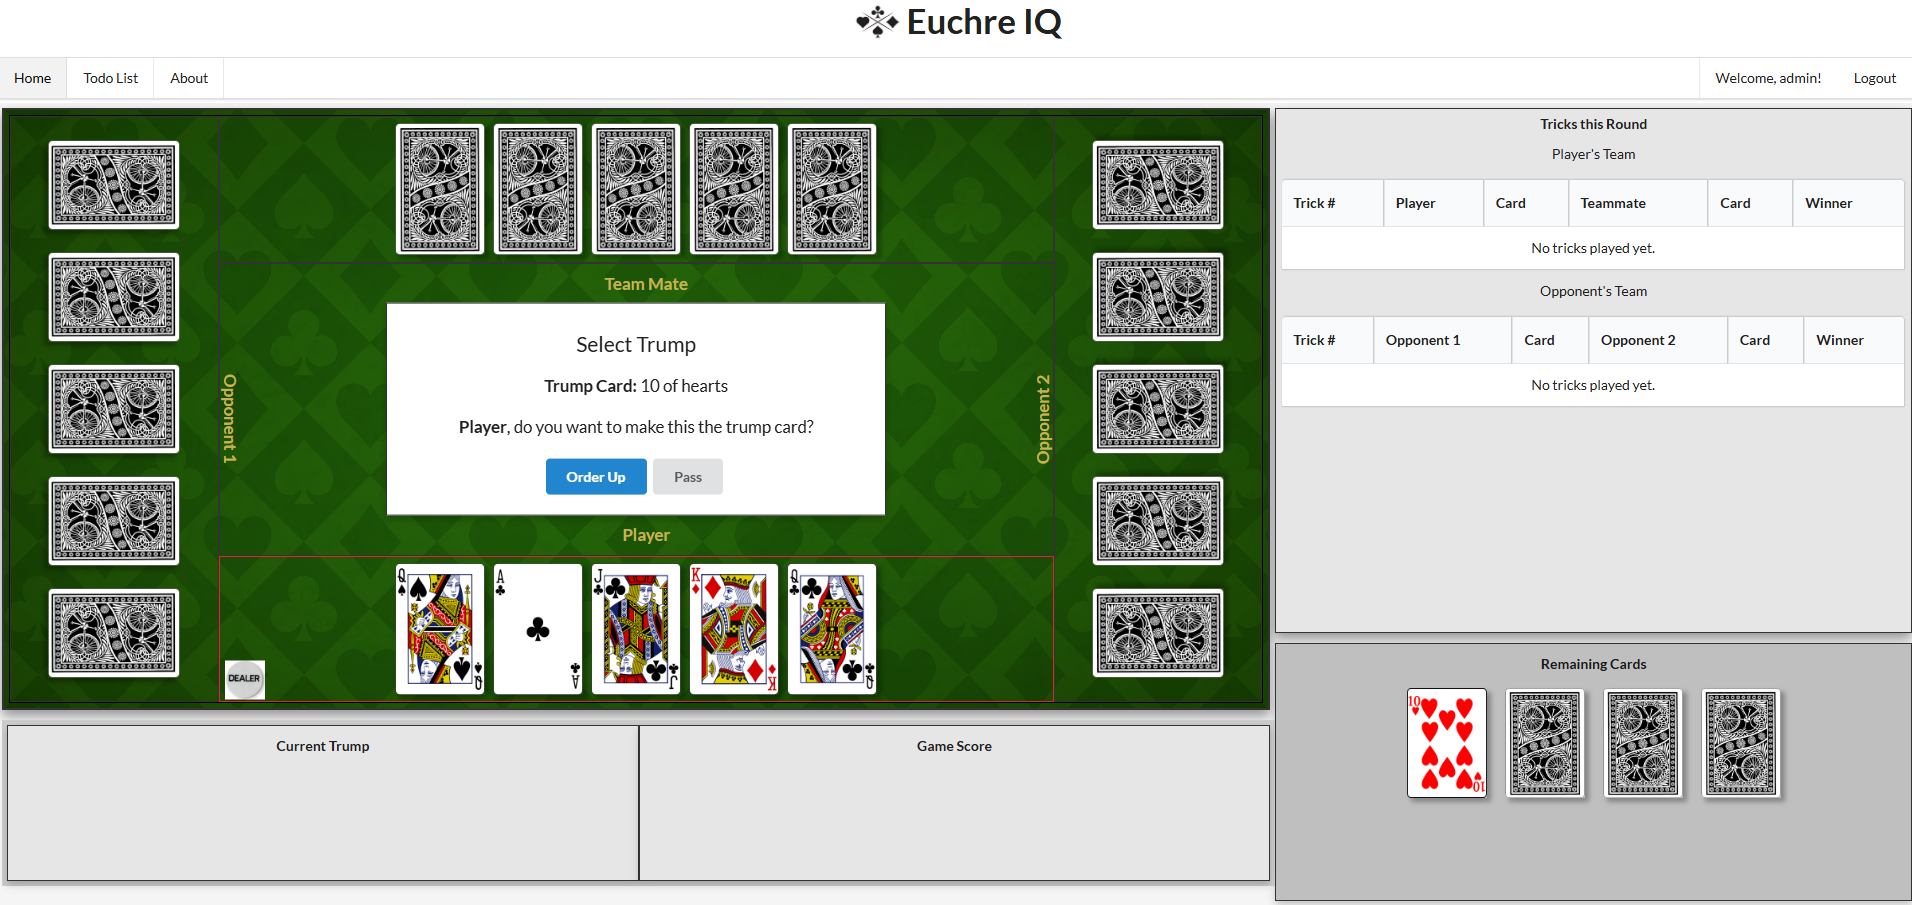 Euchre IQ
Home Todo List About Welcome, admin! Logout
Team Mate
Opponent 1
Opponent 2
Select Trump
Trump Card: 10 of hearts
Player, do you want to make this the trump card?
Order Up Pass
Player
Q Q
A A
J J
K K
Q Q
DEALER
Current Trump
Game Score
Tricks this Round
Player's Team
Trick # Player Card Teammate Card Winner
No tricks played yet.
Opponent's Team
Trick # Opponent 1 Card Opponent 2 Card Winner
No tricks played yet.
Remaining Cards
10 10